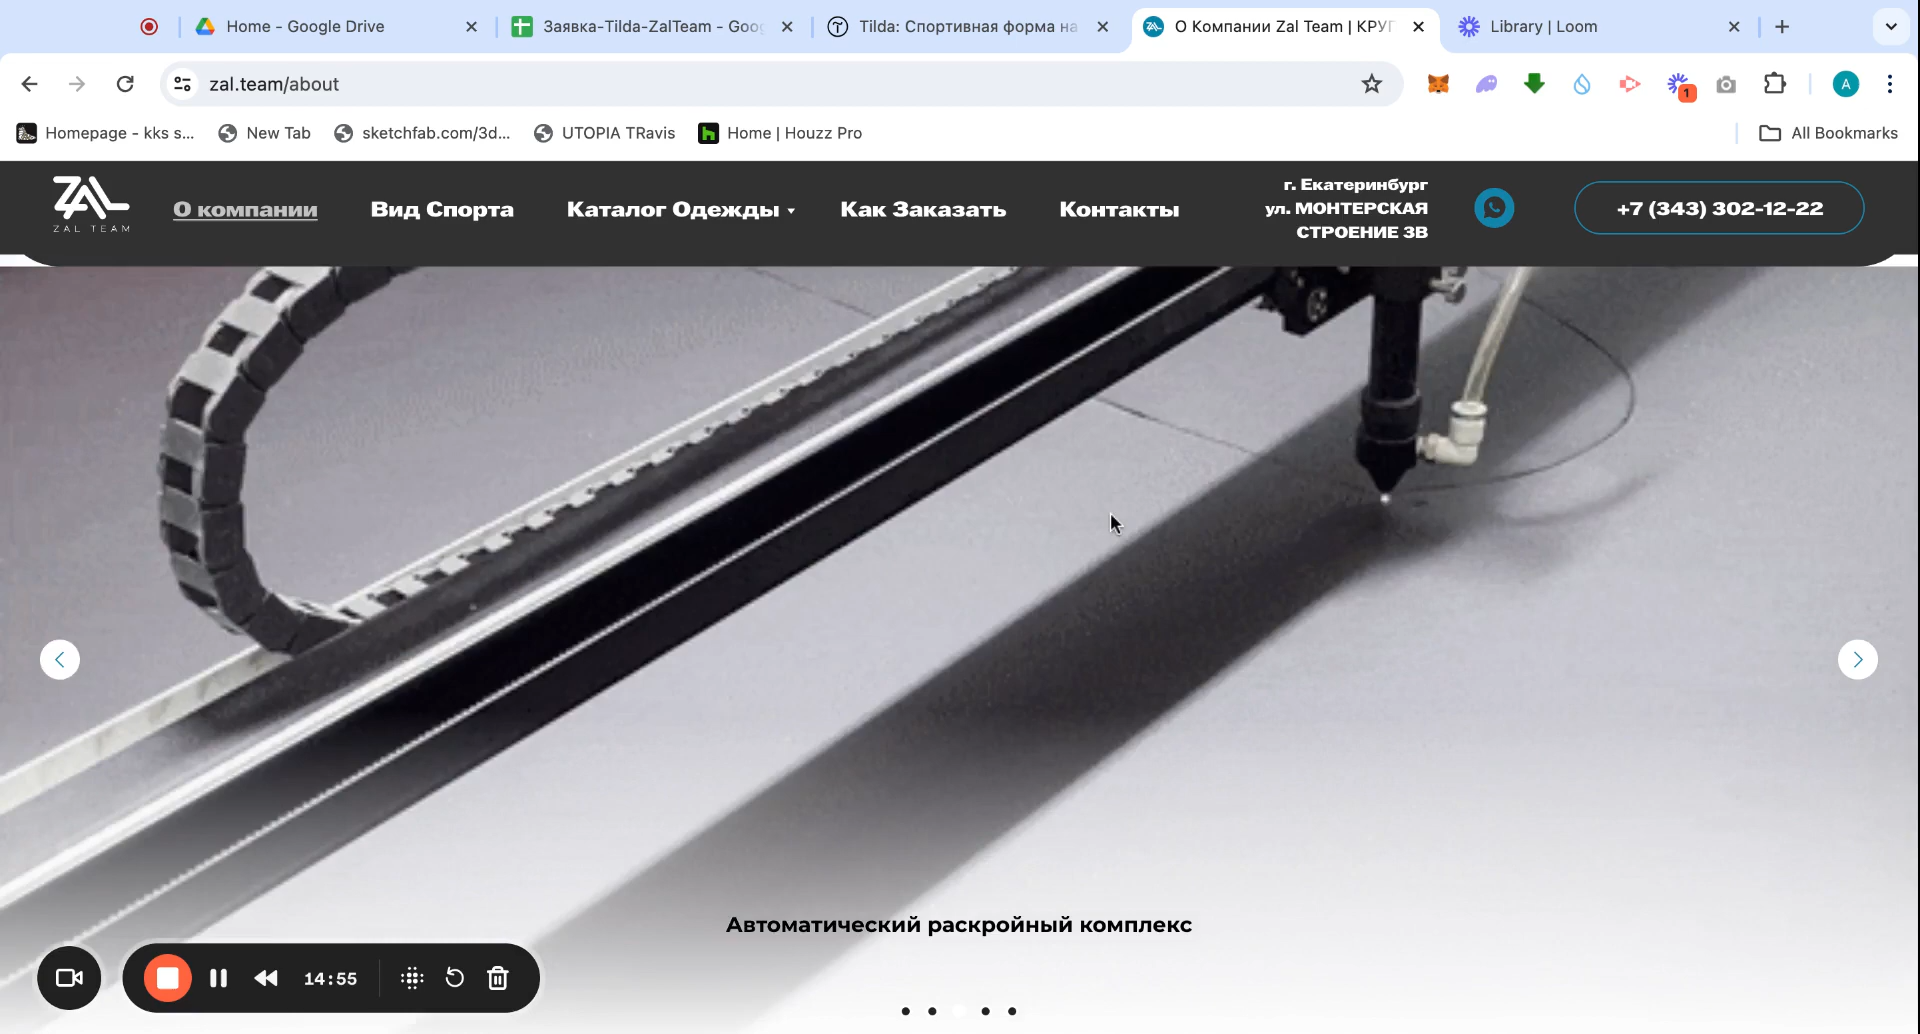 Home - Google Drive
Заявка-Tilda-ZalTeam - Goo
Tilda: Спортивная форма на
О Компании Zal Team | КРУГ
Library | Loom
zal.team/about
1
A
Homepage - kks s...
New Tab
sketchfab.com/3d...
UTOPIA TRavis
Home | Houzz Pro
All Bookmarks
ZAL
ZAL TEAM
О компании
Вид Спорта
Каталог Одежды
Как Заказать
Контакты
г. Екатеринбург
ул. МОНТЕРСКАЯ
СТРОЕНИЕ 3В
+7 (343) 302-12-22
Автоматический раскройный комплекс
14:55